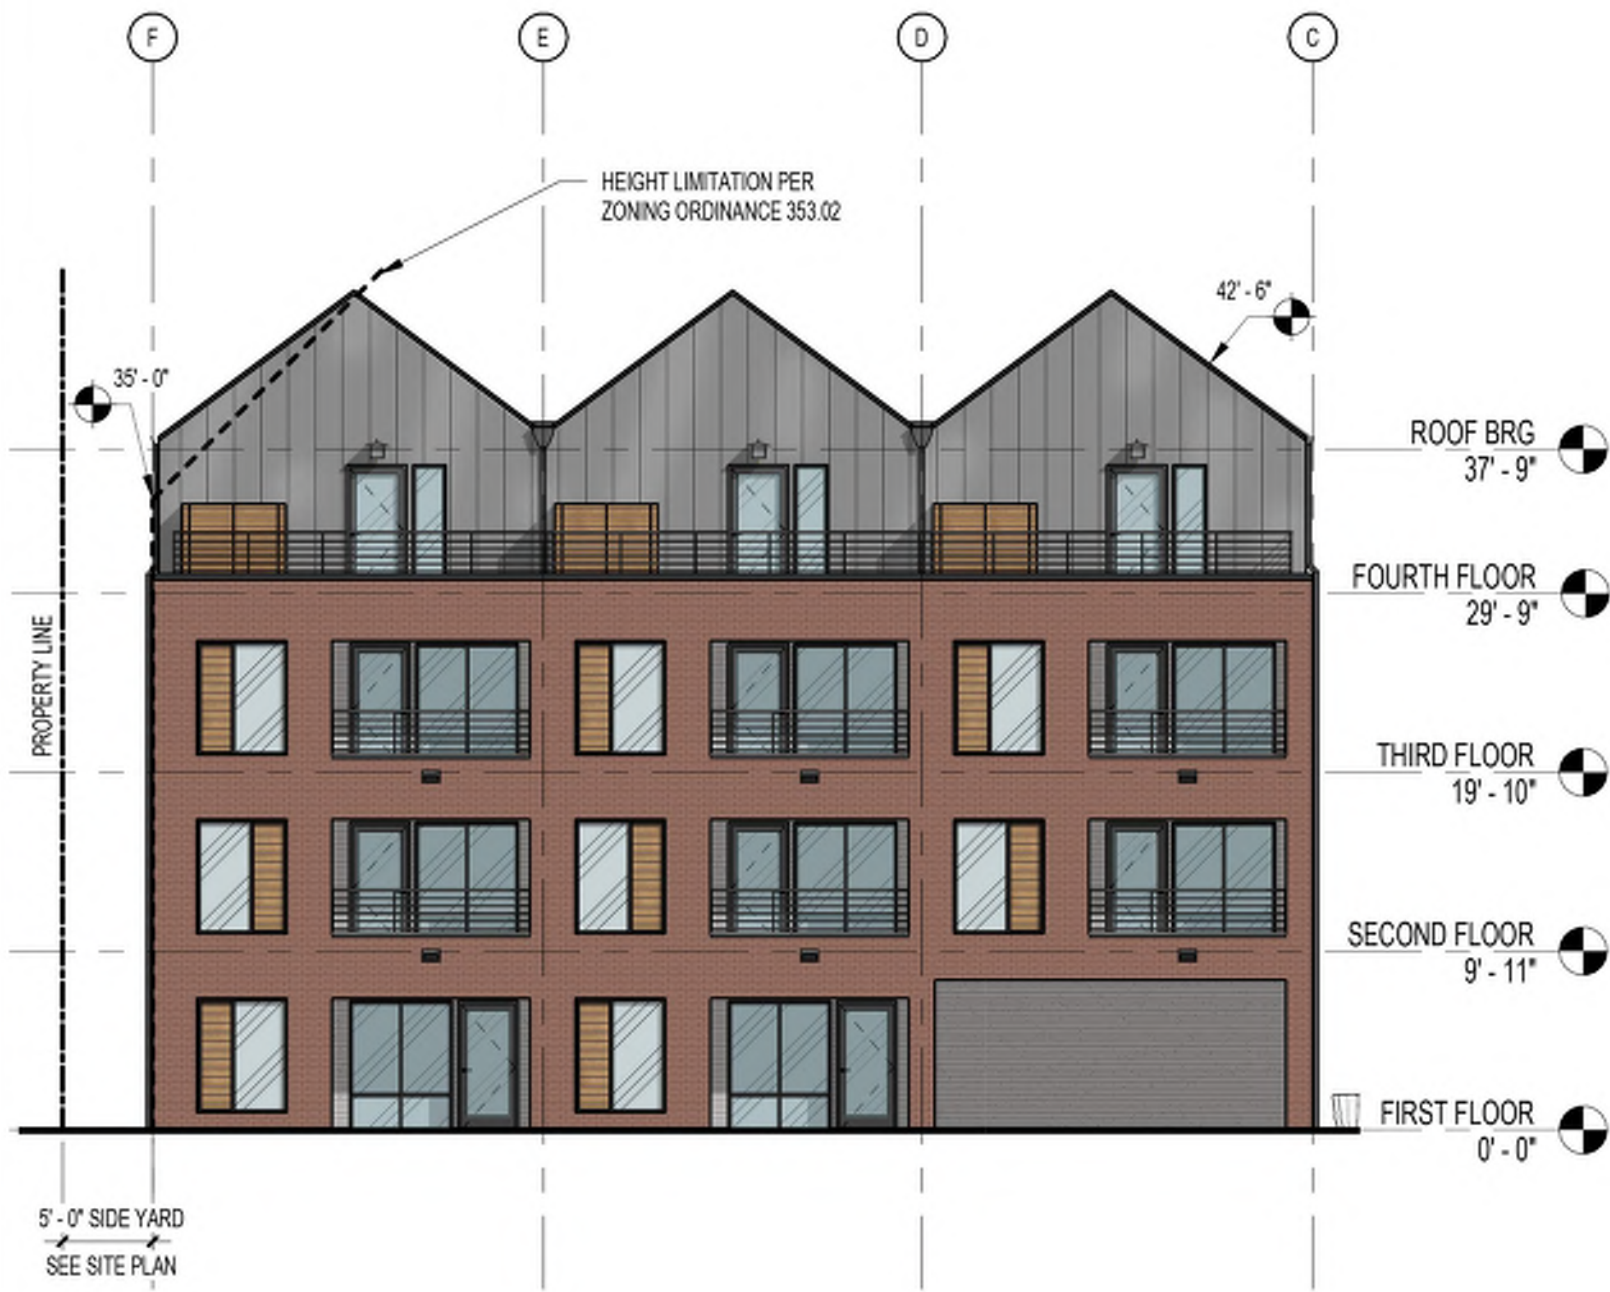 F
E
D
C
HEIGHT LIMITATION PER
ZONING ORDINANCE 353.02
42' - 6"
35' - 0"
ROOF BRG
37' - 9"
FOURTH FLOOR
29' - 9"
PROPERTY LINE
THIRD FLOOR
19' - 10"
SECOND FLOOR
9' - 11"
FIRST FLOOR
0' - 0"
5' - 0" SIDE YARD
SEE SITE PLAN